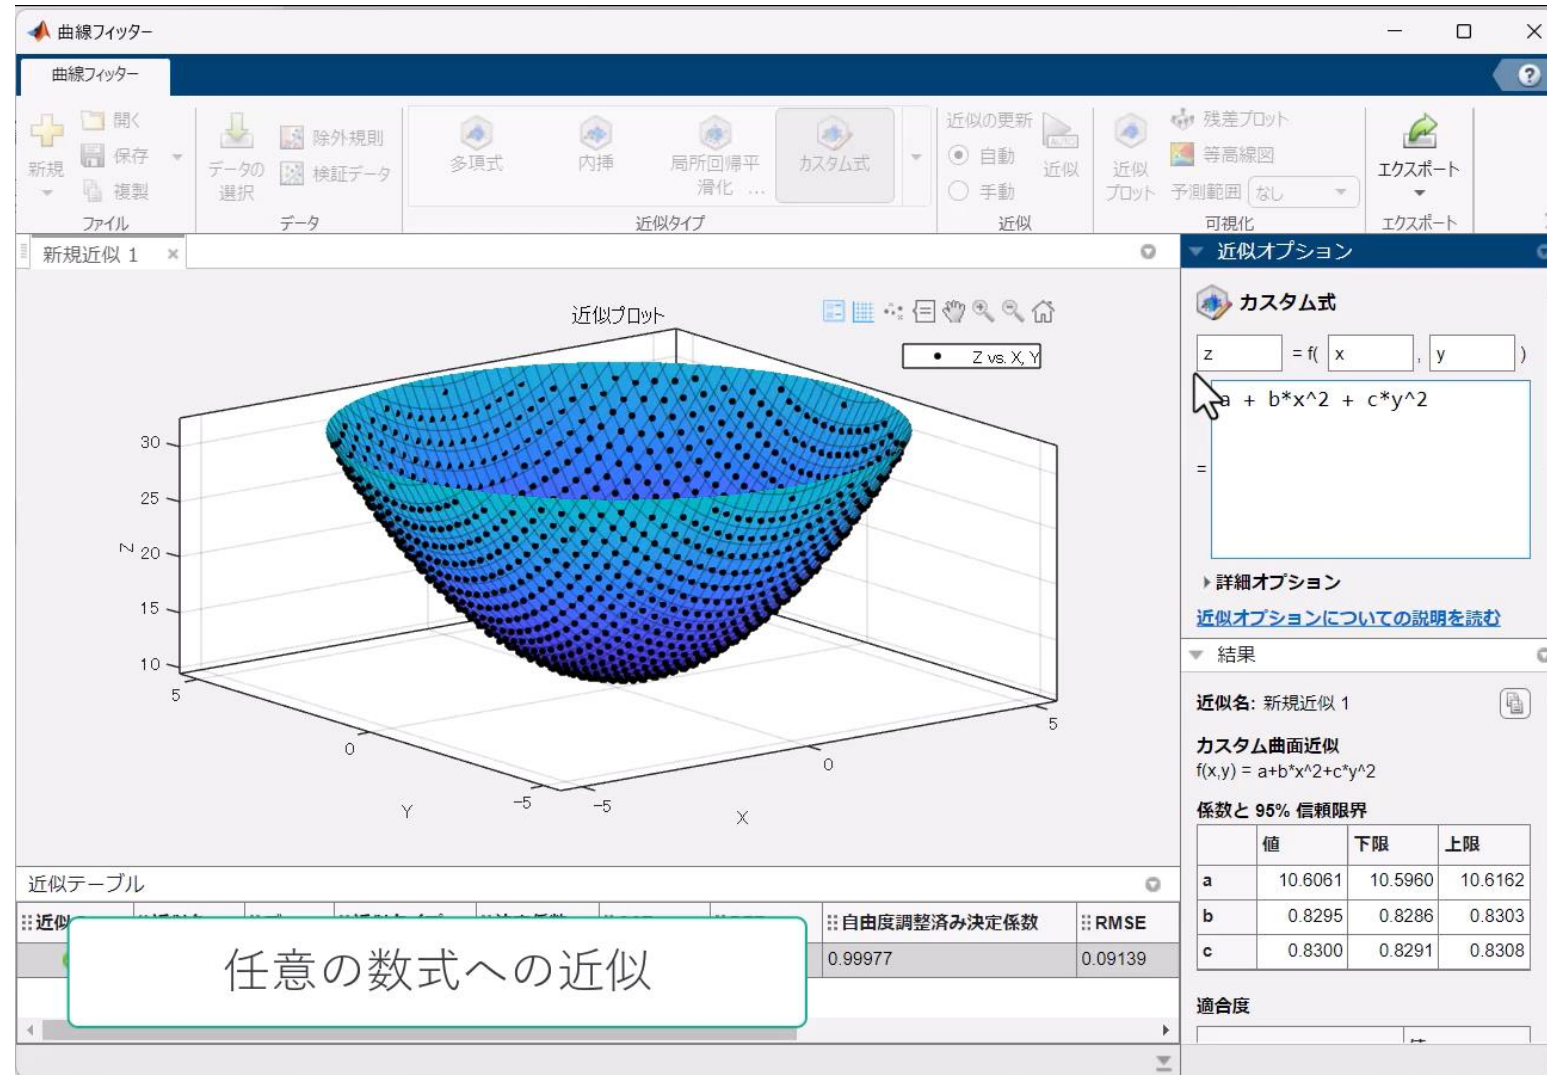 曲線フィッター
曲線フィッター
?
新規
開く
保存
複製
ファイル
データの
選択
除外規則
検証データ
データ
多項式
内挿
局所回帰平
滑化 ...
カスタム式
近似タイプ
近似の更新
自動
手動
AUTO
近似
近似
近似
プロット
残差プロット
等高線図
予測範囲 なし
可視化
エクスポート
エクスポート
新規近似 1
近似プロット
Z vs. X, Y
30
25
20
15
10
Z
5
0
-5
Y
-5
0
5
X
近似オプション
カスタム式
z = f( x , y )
= a + b*x^2 + c*y^2
詳細オプション
近似オプションについての説明を読む
結果
近似名: 新規近似 1
カスタム曲面近似
f(x,y) = a+b*x^2+c*y^2
係数と 95% 信頼限界
値 下限 上限
a 10.6061 10.5960 10.6162
b 0.8295 0.8286 0.8303
c 0.8300 0.8291 0.8308
適合度
近似テーブル
自由度調整済み決定係数 RMSE
0.99977 0.09139
任意の数式への近似